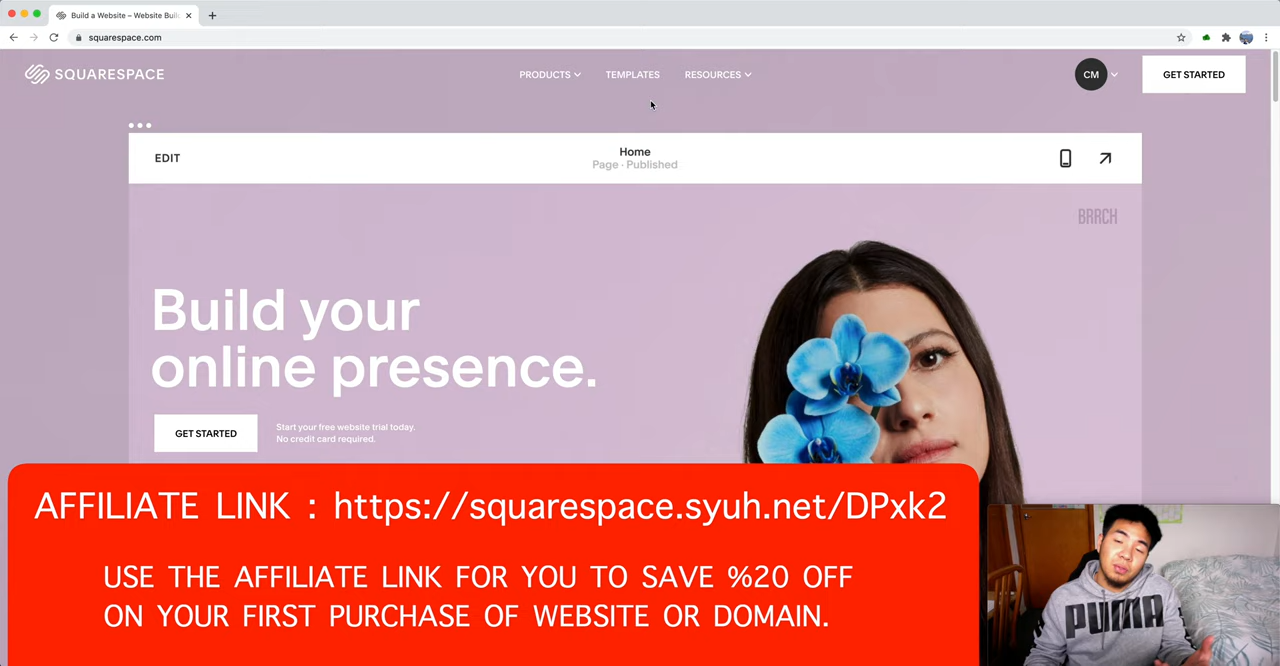 Build a Website – Website Buil
squarespace.com
SQUARESPACE
PRODUCTS
TEMPLATES
RESOURCES
CM
GET STARTED
EDIT
Home
Page · Published
BRRCH
Build your
online presence.
GET STARTED
Start your free website trial today.
No credit card required.
AFFILIATE LINK : https://squarespace.syuh.net/DPxk2
USE THE AFFILIATE LINK FOR YOU TO SAVE %20 OFF
ON YOUR FIRST PURCHASE OF WEBSITE OR DOMAIN.
PUMA